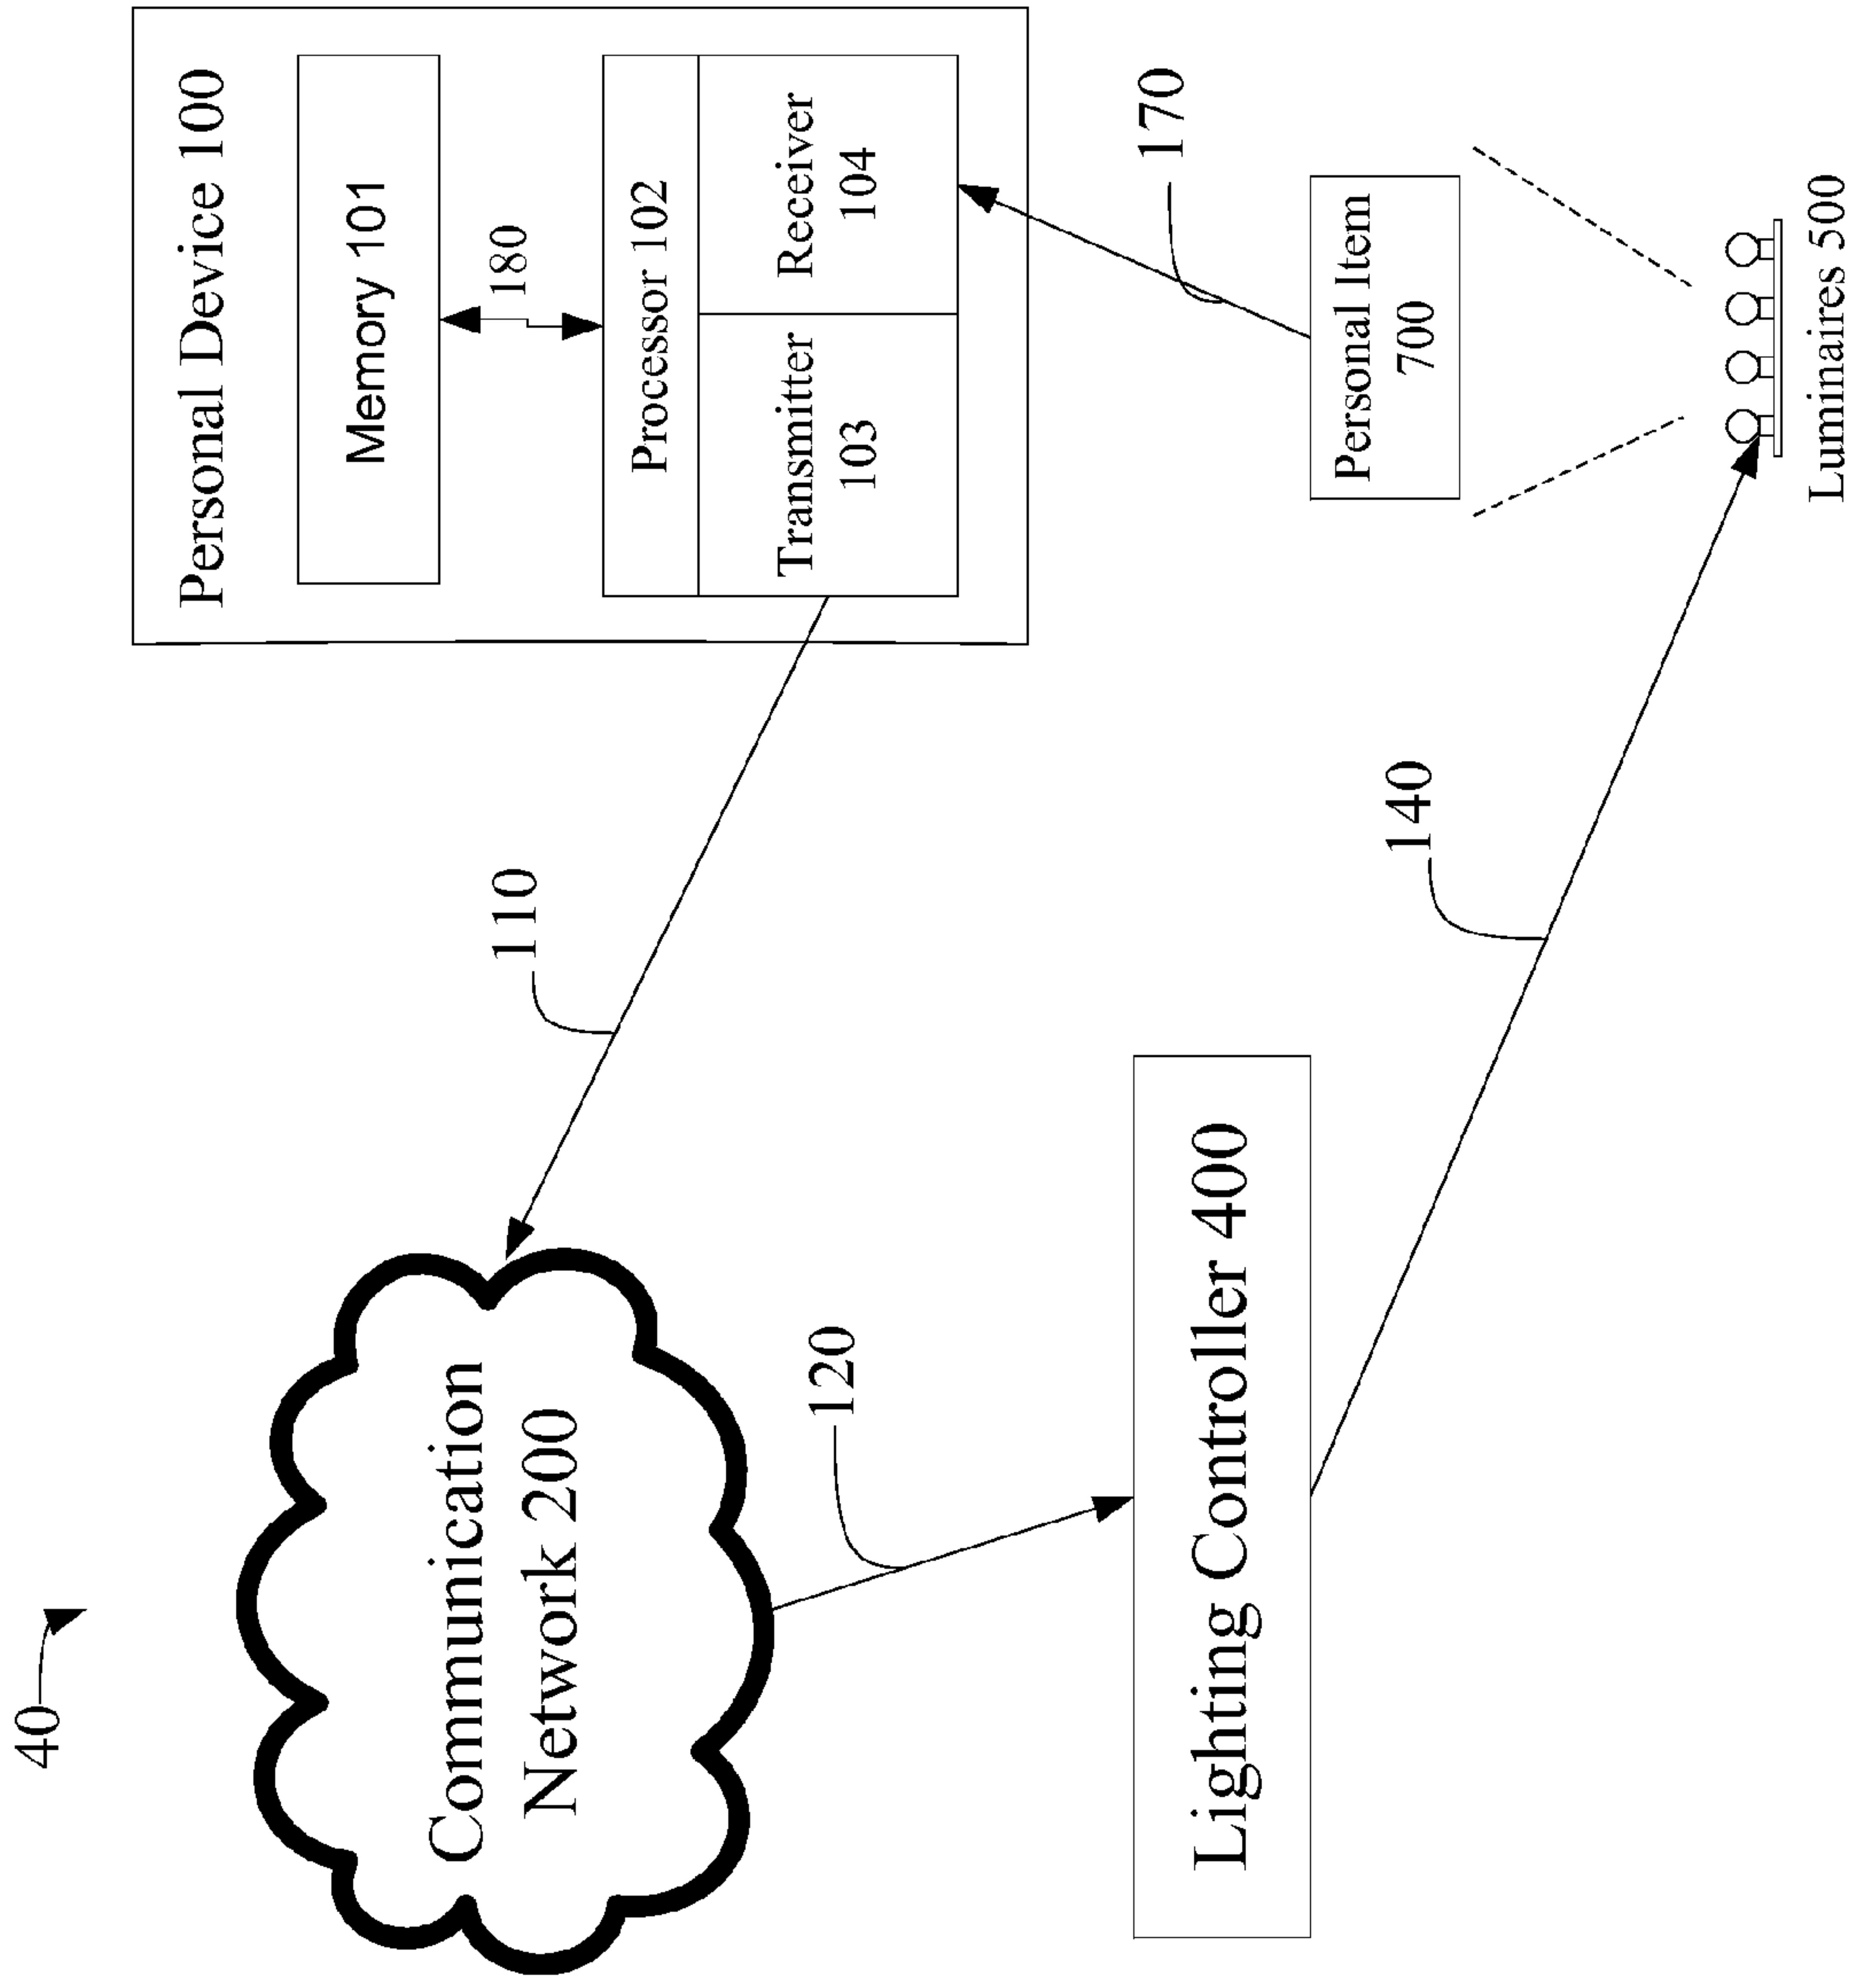 40
Communication
Network 200
110
Personal Device 100
Memory 101
180
Processor 102
Transmitter
103
Receiver
104
120
170
Lighting Controller 400
140
Personal Item
700
Luminaires 500